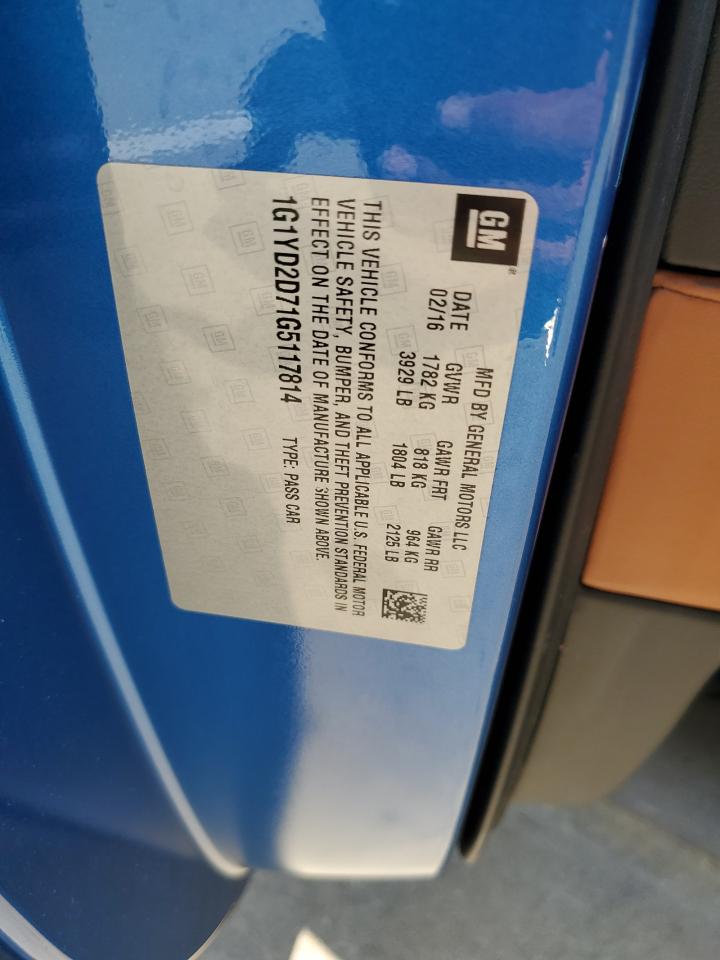 GM ®
MFD BY GENERAL MOTORS LLC
DATE GVWR GAWR FRT GAWR RR
02/16 1782 KG 818 KG 964 KG
3929 LB 1804 LB 2125 LB
THIS VEHICLE CONFORMS TO ALL APPLICABLE U.S. FEDERAL MOTOR
VEHICLE SAFETY, BUMPER, AND THEFT PREVENTION STANDARDS IN
EFFECT ON THE DATE OF MANUFACTURE SHOWN ABOVE.
1G1YD2D71G5117814 TYPE: PASS CAR